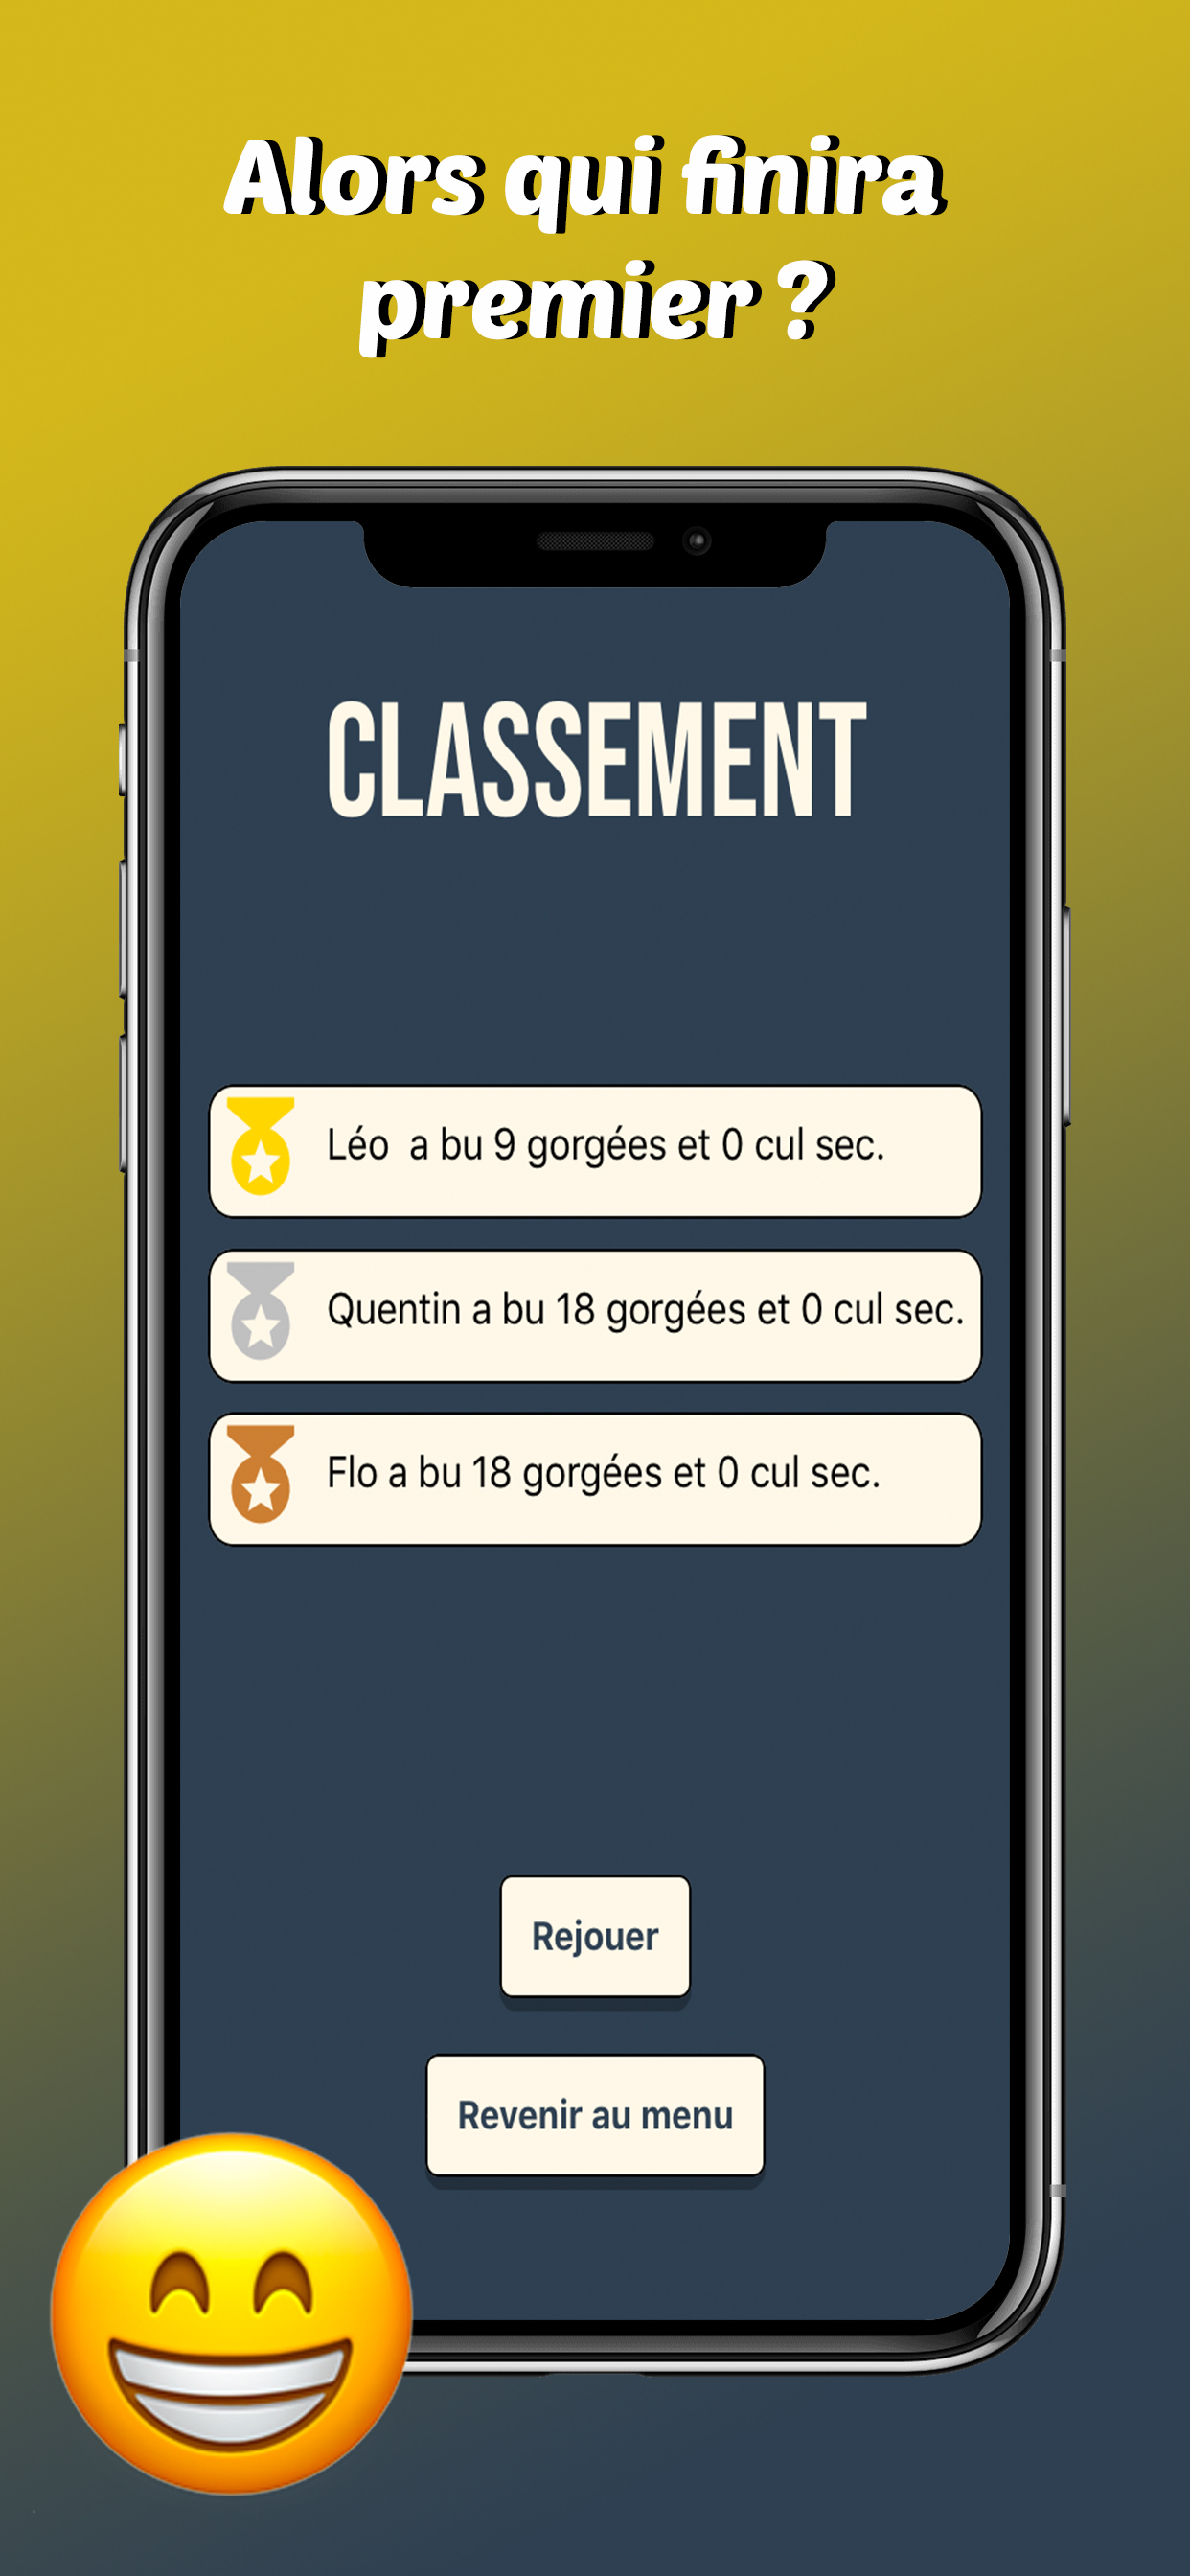 Alors qui finira
premier ?
CLASSEMENT
Léo  a bu 9 gorgées et 0 cul sec.
Quentin a bu 18 gorgées et 0 cul sec.
Flo a bu 18 gorgées et 0 cul sec.
Rejouer
Revenir au menu